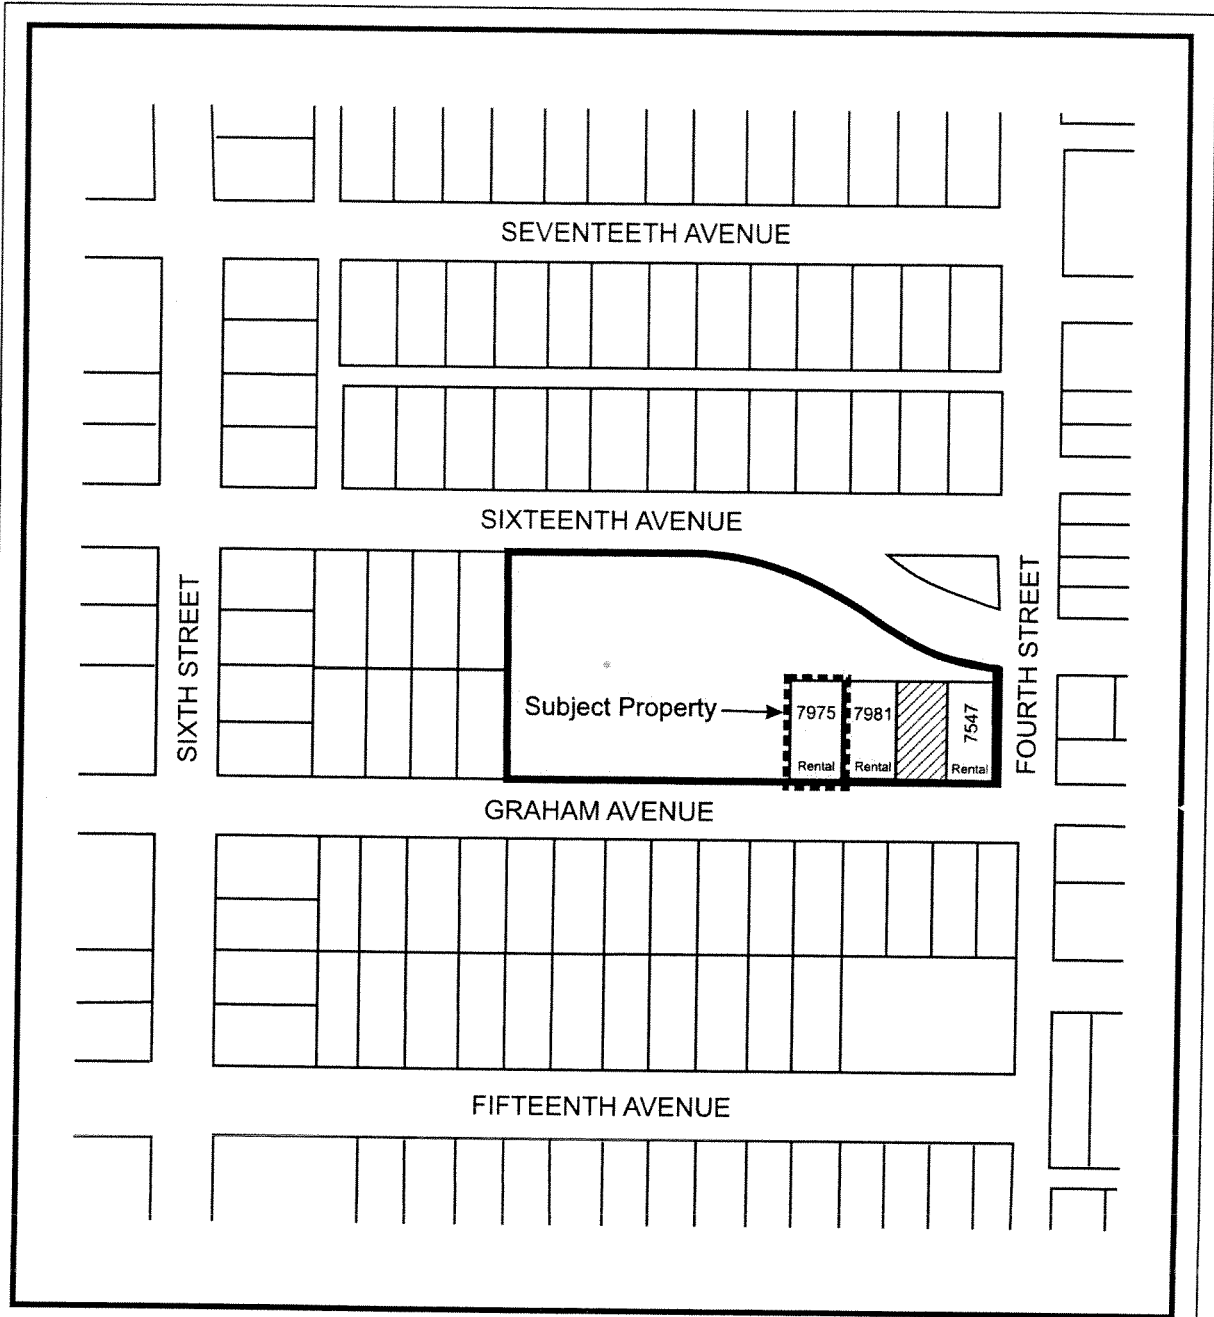 SEVENTEETH AVENUE
SIXTEENTH AVENUE
SIXTH STREET
FOURTH STREET
Subject Property
7975
7981
7547
Rental
Rental
Rental
GRAHAM AVENUE
FIFTEENTH AVENUE